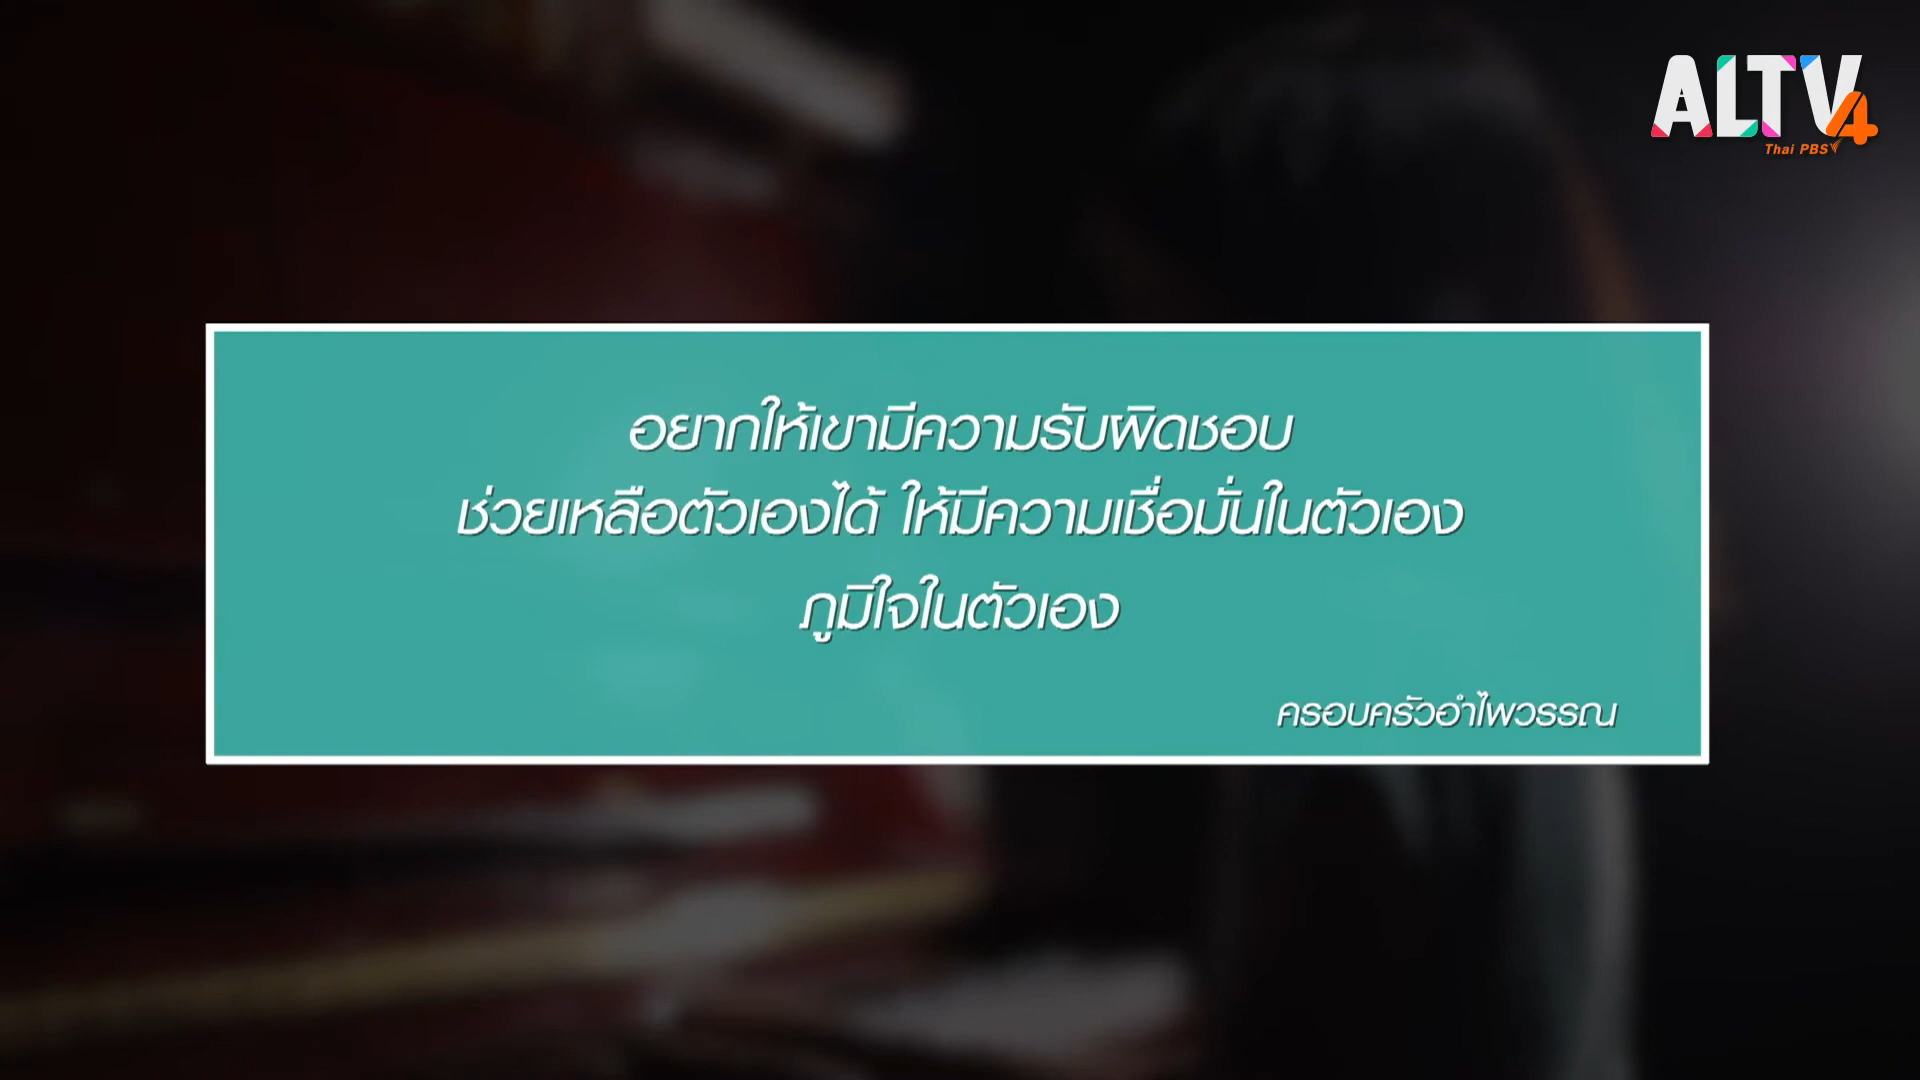 ALTV4
Thai PBS
อยากให้เขามีความรับผิดชอบ
ช่วยเหลือตัวเองได้ ให้มีความเชื่อมั่นในตัวเอง
ภูมิใจในตัวเอง
ครอบครัวอำไพวรรณ